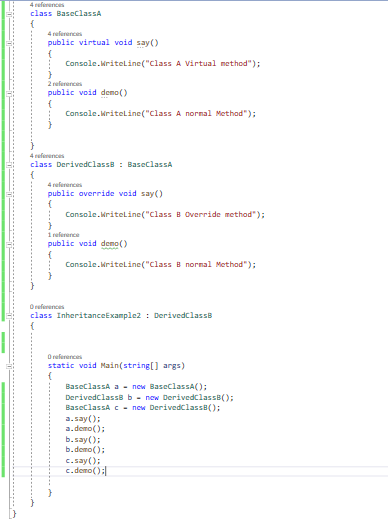 4 references
class BaseClassA
{
4 references
public virtual void say()
{
Console.WriteLine("Class A Virtual method");
}
2 references
public void demo()
{
Console.WriteLine("Class A normal Method");
}
}
4 references
class DerivedClassB : BaseClassA
{
4 references
public override void say()
{
Console.WriteLine("Class B Override method");
}
1 reference
public void demo()
{
Console.WriteLine("Class B normal Method");
}
}
0 references
class InheritanceExample2 : DerivedClassB
{
0 references
static void Main(string[] args)
{
BaseClassA a = new BaseClassA();
DerivedClassB b = new DerivedClassB();
BaseClassA c = new DerivedClassB();
a.say();
a.demo();
b.say();
b.demo();
c.say();
c.demo();
}
}
}